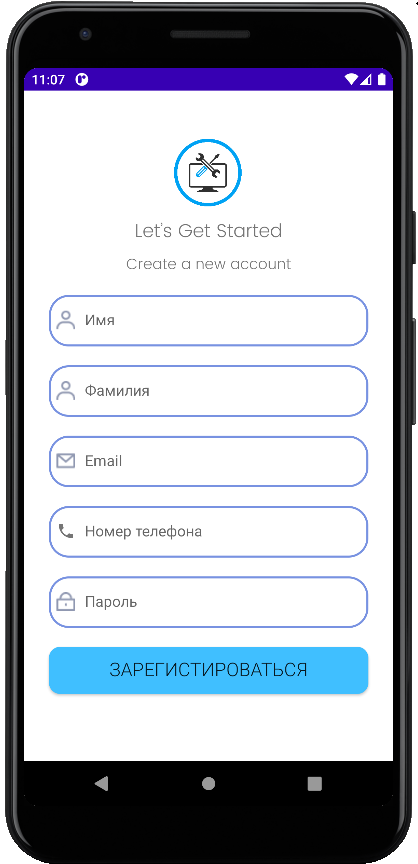 11:07
Let's Get Started
Create a new account
Имя
Фамилия
Email
Номер телефона
Пароль
ЗАРЕГИСТИРОВАТЬСЯ